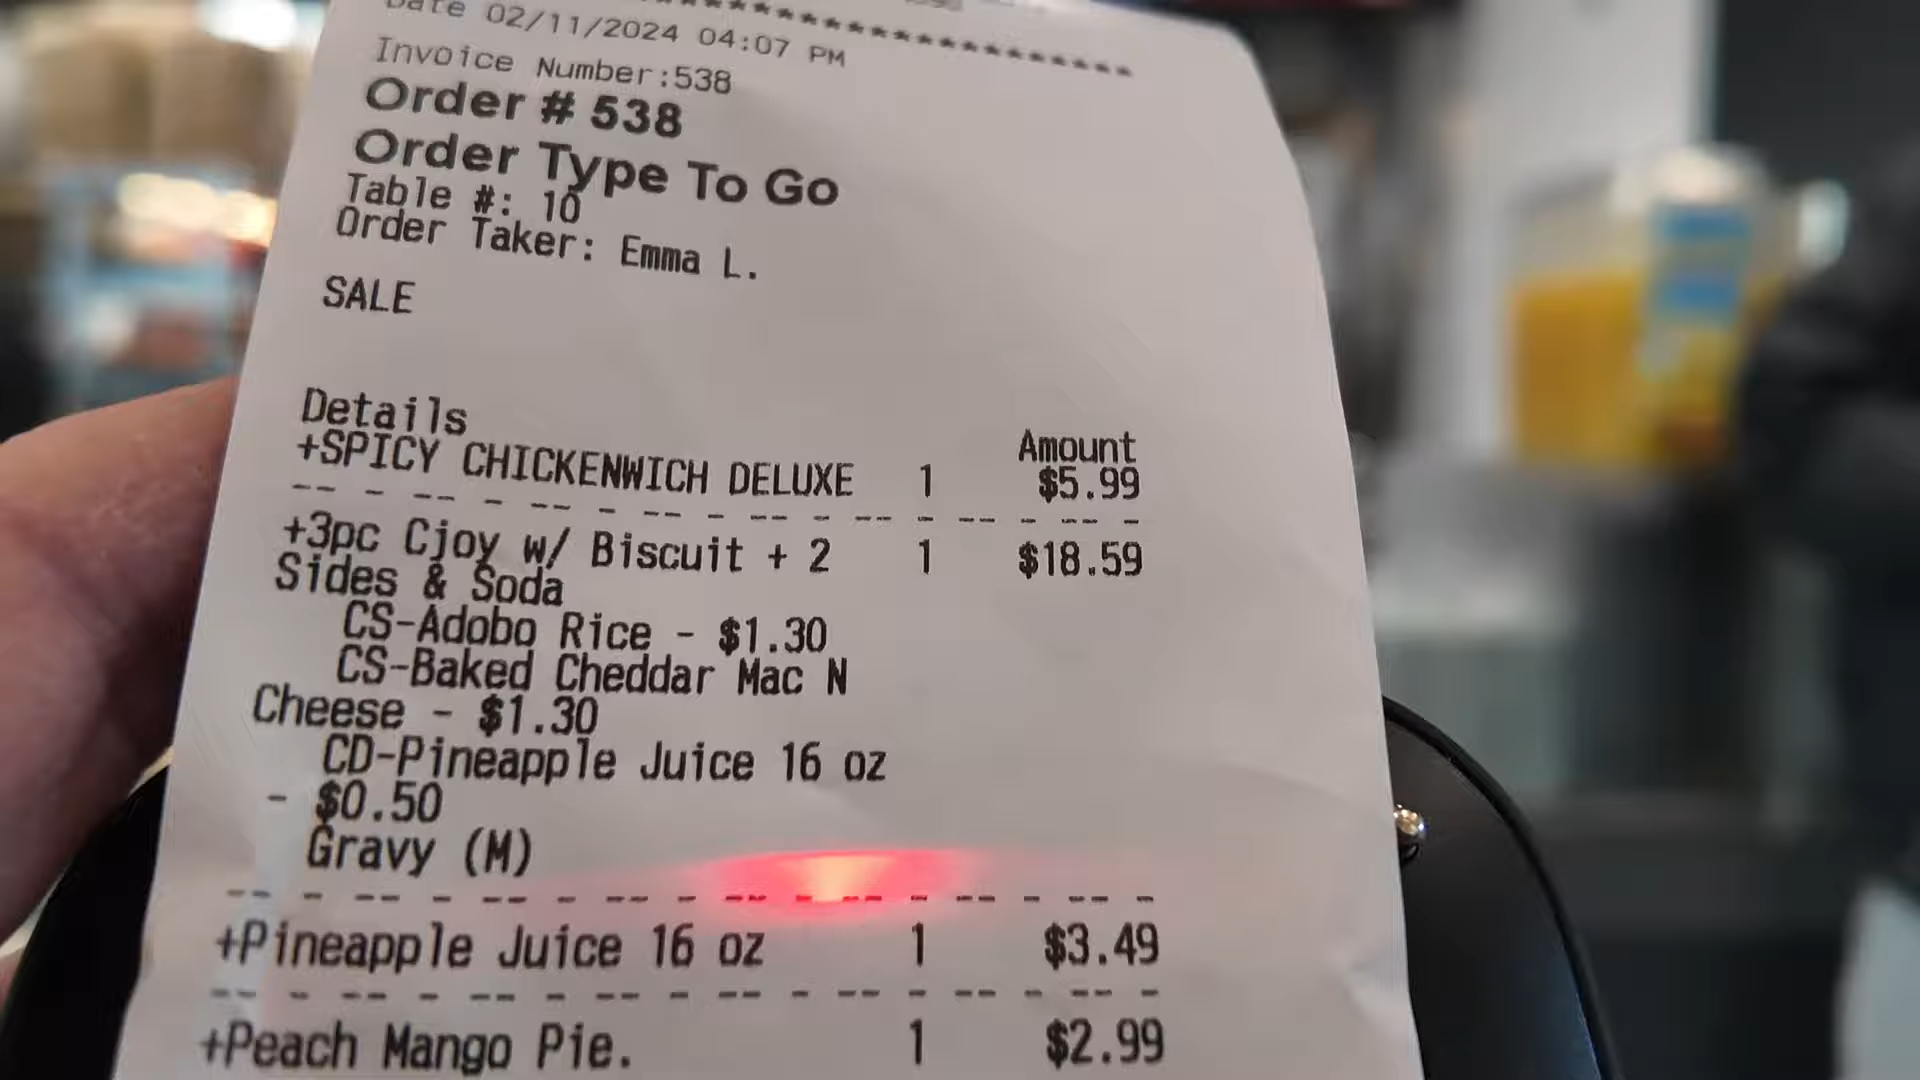 Date 02/11/2024 04:07 PM
Invoice Number:538
Order # 538
Order Type To Go
Table #: 10
Order Taker: Emma L.
SALE
Details Amount
+SPICY CHICKENWICH DELUXE 1 $5.99
+3pc Cjoy w/ Biscuit + 2 1 $18.59
Sides & Soda
CS-Adobo Rice - $1.30
CS-Baked Cheddar Mac N
Cheese - $1.30
CD-Pineapple Juice 16 oz
- $0.50
Gravy (M)
+Pineapple Juice 16 oz 1 $3.49
+Peach Mango Pie. 1 $2.99